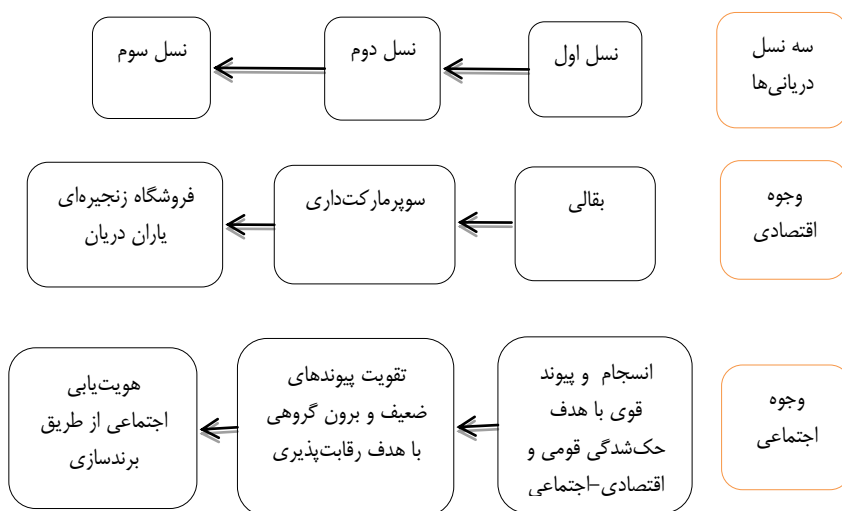 سه نسل
دریانی‌ها
نسل اول
نسل دوم
نسل سوم
وجوه
اقتصادی
بقالی
سوپرمارکت‌داری
فروشگاه زنجیره‌ای
یاران دریان
وجوه
اجتماعی
انسجام و پیوند
قوی با هدف
حک‌شدگی قومی و
اقتصادی-اجتماعی
تقویت پیوندهای
ضعیف و برون گروهی
با هدف رقابت‌پذیری
هویت‌یابی
اجتماعی از طریق
برندسازی